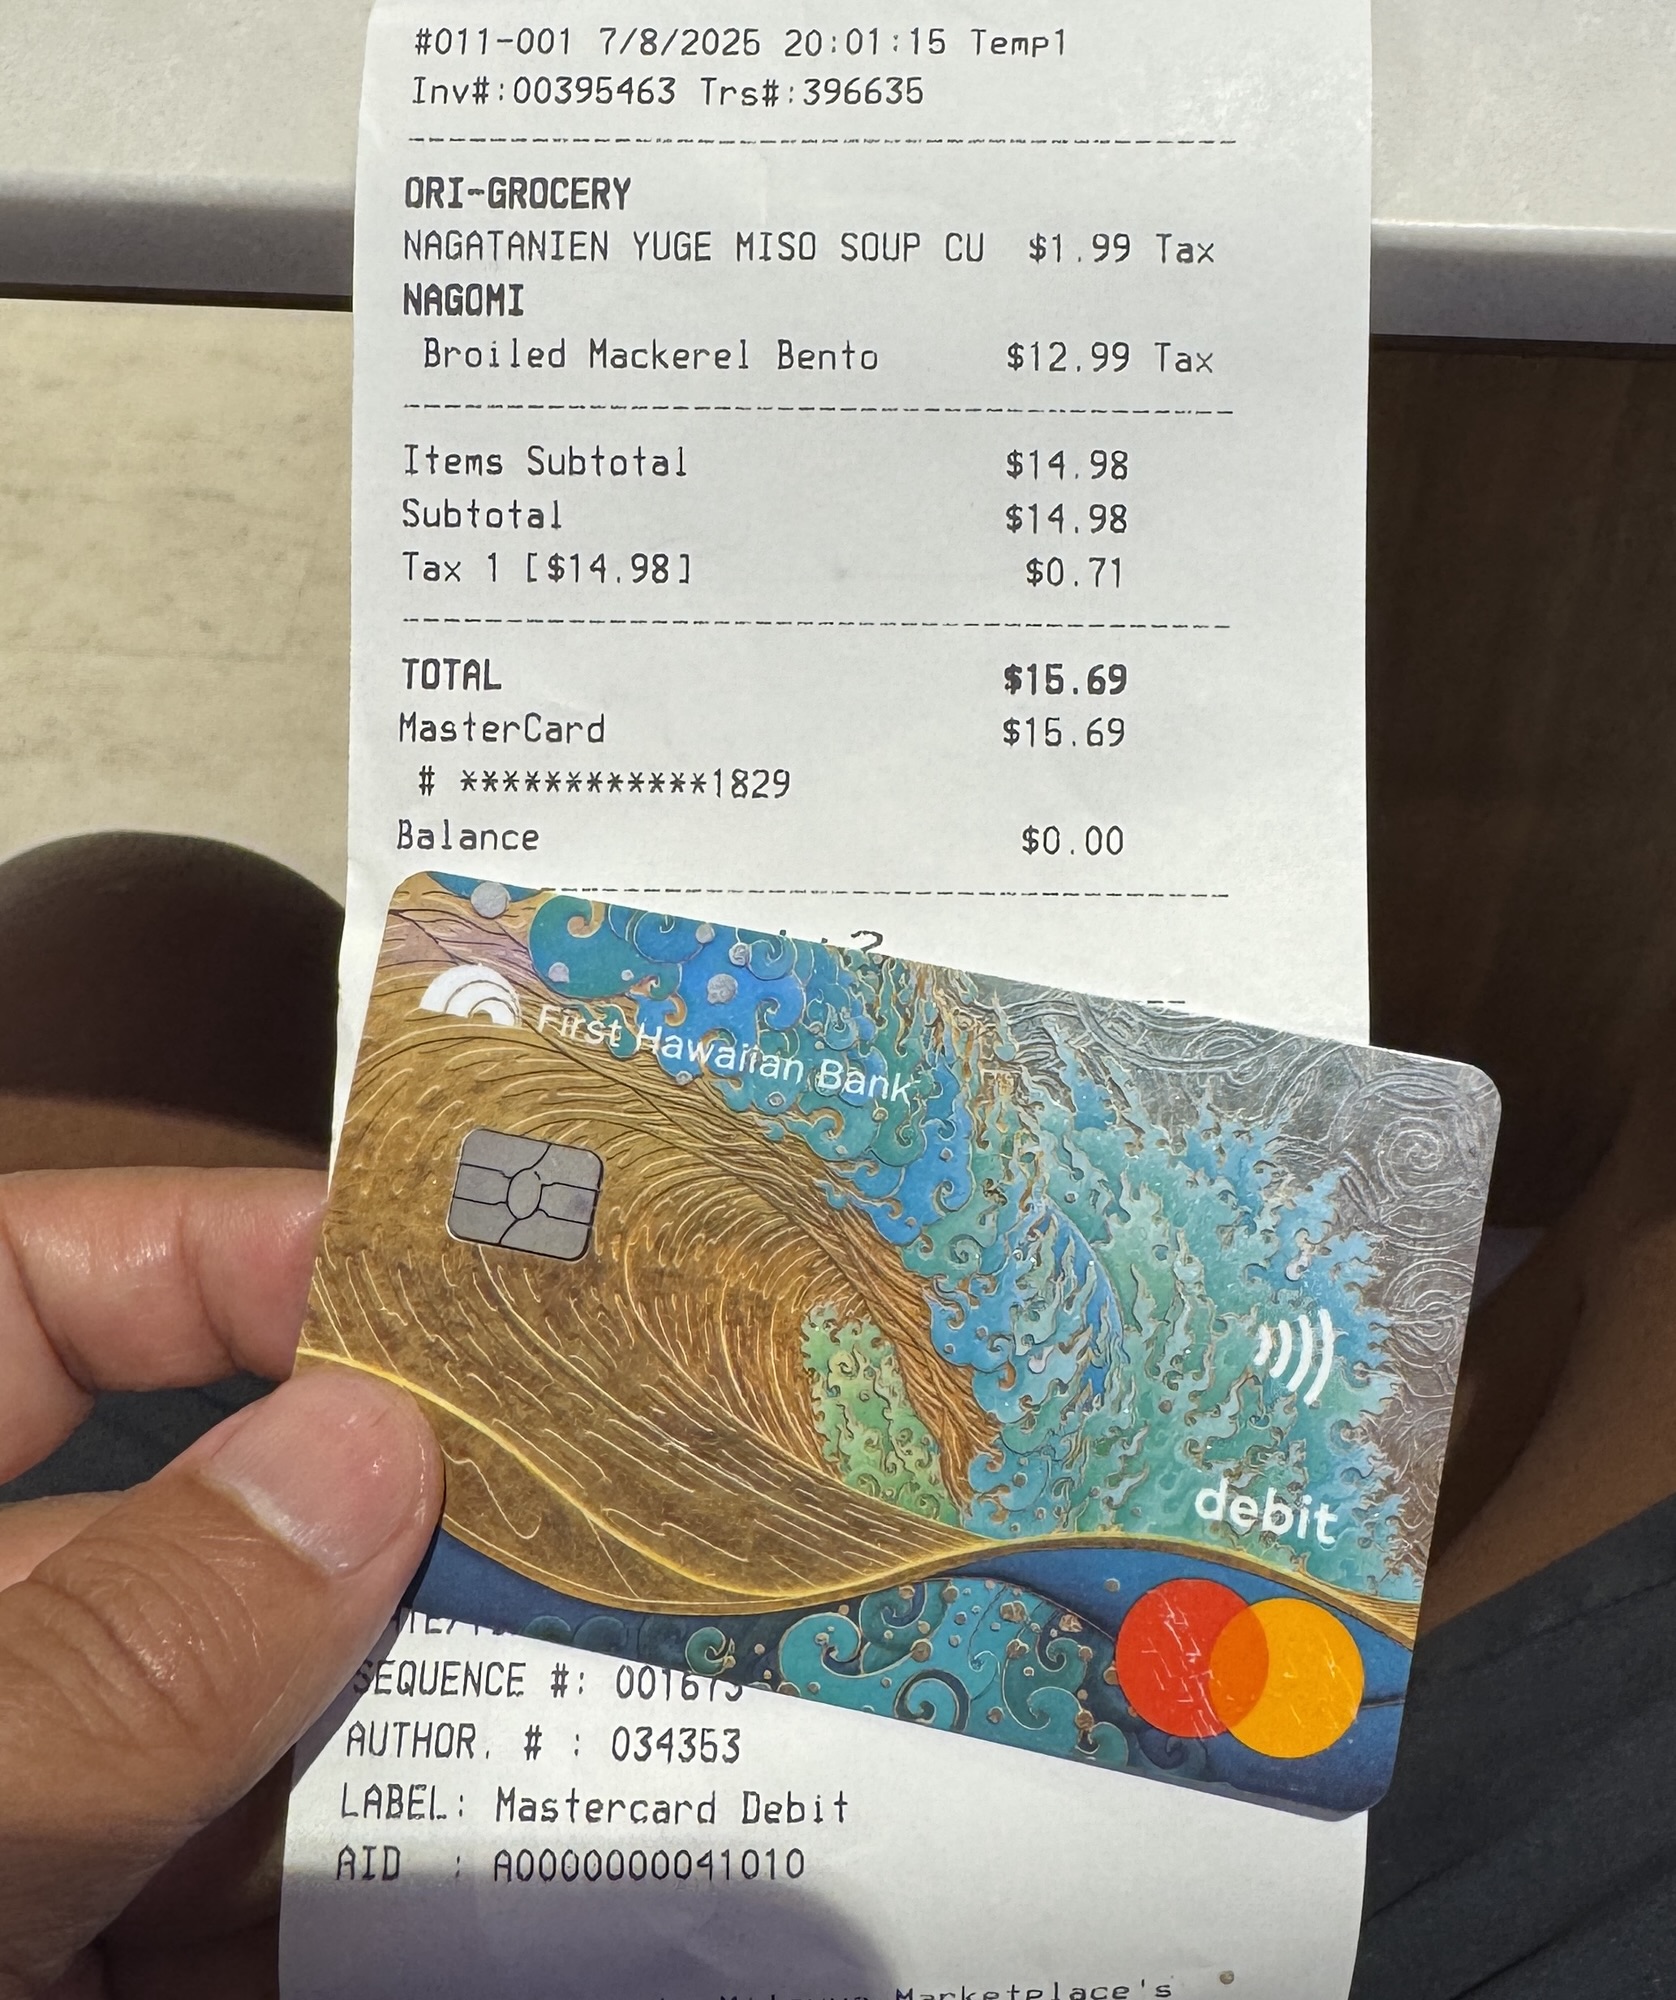 #011-001 7/8/2025 20:01:15 Temp1
Inv#:00395463 Trs#:396635
ORI-GROCERY
NAGATANIEN YUGE MISO SOUP CU $1.99 Tax
NAGOMI
Broiled Mackerel Bento $12.99 Tax
Items Subtotal $14.98
Subtotal $14.98
Tax 1 [$14.98] $0.71
TOTAL $15.69
MasterCard $15.69
# ************1829
Balance $0.00
First Hawaiian Bank
debit
SEQUENCE #: 001675
AUTHOR. # : 034353
LABEL: Mastercard Debit
AID : A0000000041010
Marketplace's